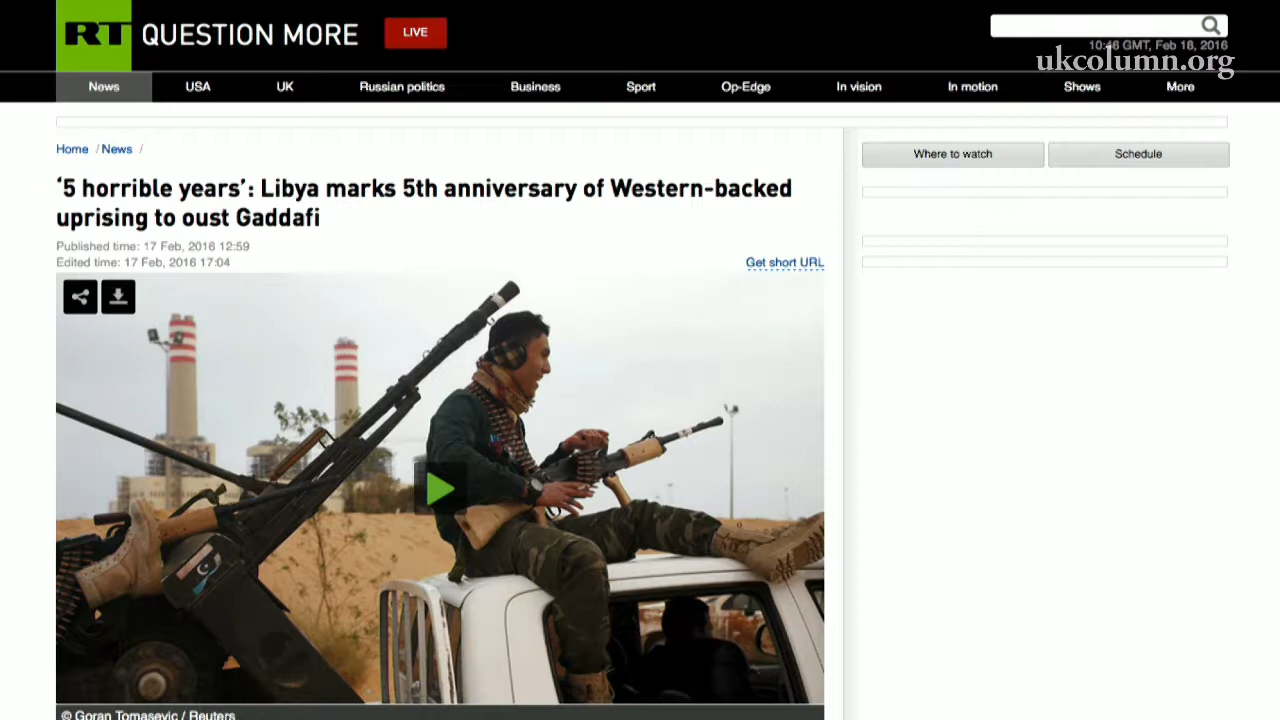 RT QUESTION MORE
LIVE
10:46 GMT, Feb 18, 2016
ukcolumn.org
News USA UK Russian politics Business Sport Op-Edge In vision In motion Shows More
Home / News /
Where to watch Schedule
‘5 horrible years’: Libya marks 5th anniversary of Western-backed
uprising to oust Gaddafi
Published time: 17 Feb, 2016 12:59
Edited time: 17 Feb, 2016 17:04
Get short URL
© Goran Tomasevic / Reuters